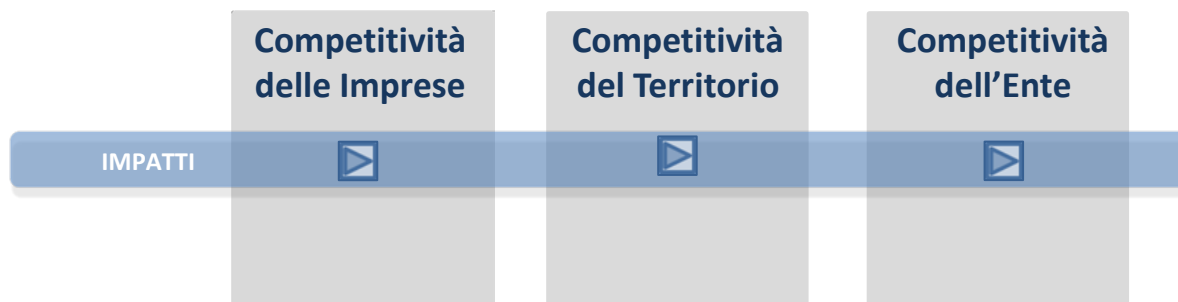 Competitività
delle Imprese
Competitività
del Territorio
Competitività
dell’Ente
IMPATTI